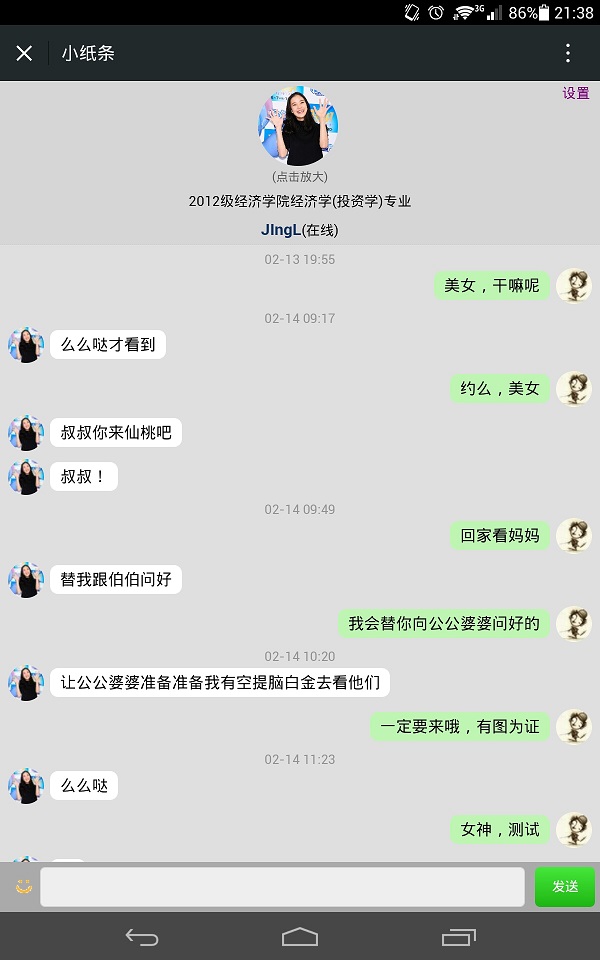 3G 86% 21:38
小纸条
设置
(点击放大)
2012级经济学院经济学(投资学)专业
JIngL(在线)
02-13 19:55
美女，干嘛呢
02-14 09:17
么么哒才看到
约么，美女
叔叔你来仙桃吧
叔叔！
02-14 09:49
回家看妈妈
替我跟伯伯问好
我会替你向公公婆婆问好的
02-14 10:20
让公公婆婆准备准备我有空提脑白金去看他们
一定要来哦，有图为证
02-14 11:23
么么哒
女神，测试
发送